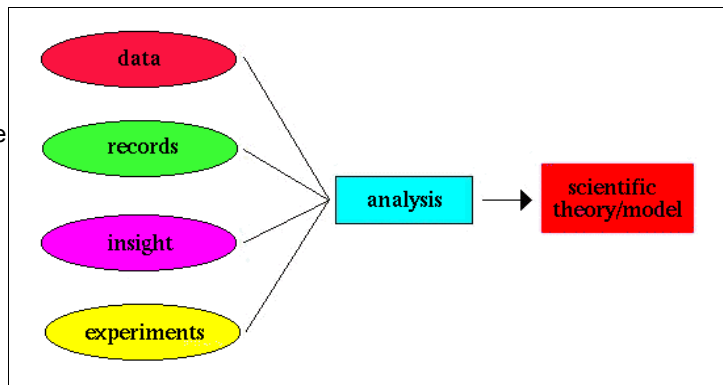 data
records
insight
experiments
analysis
scientific
theory/model
e